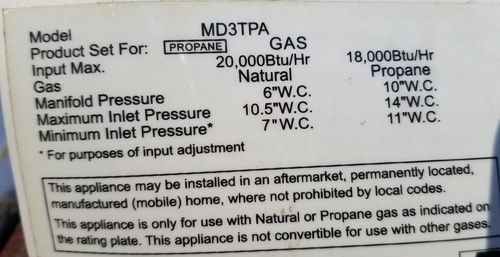 Model: MD3TPA
Product Set For: PROPANE GAS
Input Max. 20,000Btu/Hr 18,000Btu/Hr
Gas Natural Propane
Manifold Pressure 6"W.C. 10"W.C.
Maximum Inlet Pressure 10.5"W.C. 14"W.C.
Minimum Inlet Pressure* 7"W.C. 11"W.C.
* For purposes of input adjustment
This appliance may be installed in an aftermarket, permanently located,
manufactured (mobile) home, where not prohibited by local codes.
This appliance is only for use with Natural or Propane gas as indicated on
the rating plate. This appliance is not convertible for use with other gases.